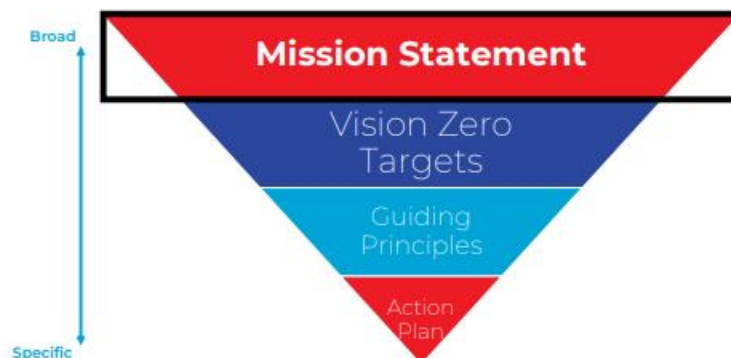 Broad
Mission Statement
Vision Zero
Targets
Guiding
Principles
Action
Plan
Specific